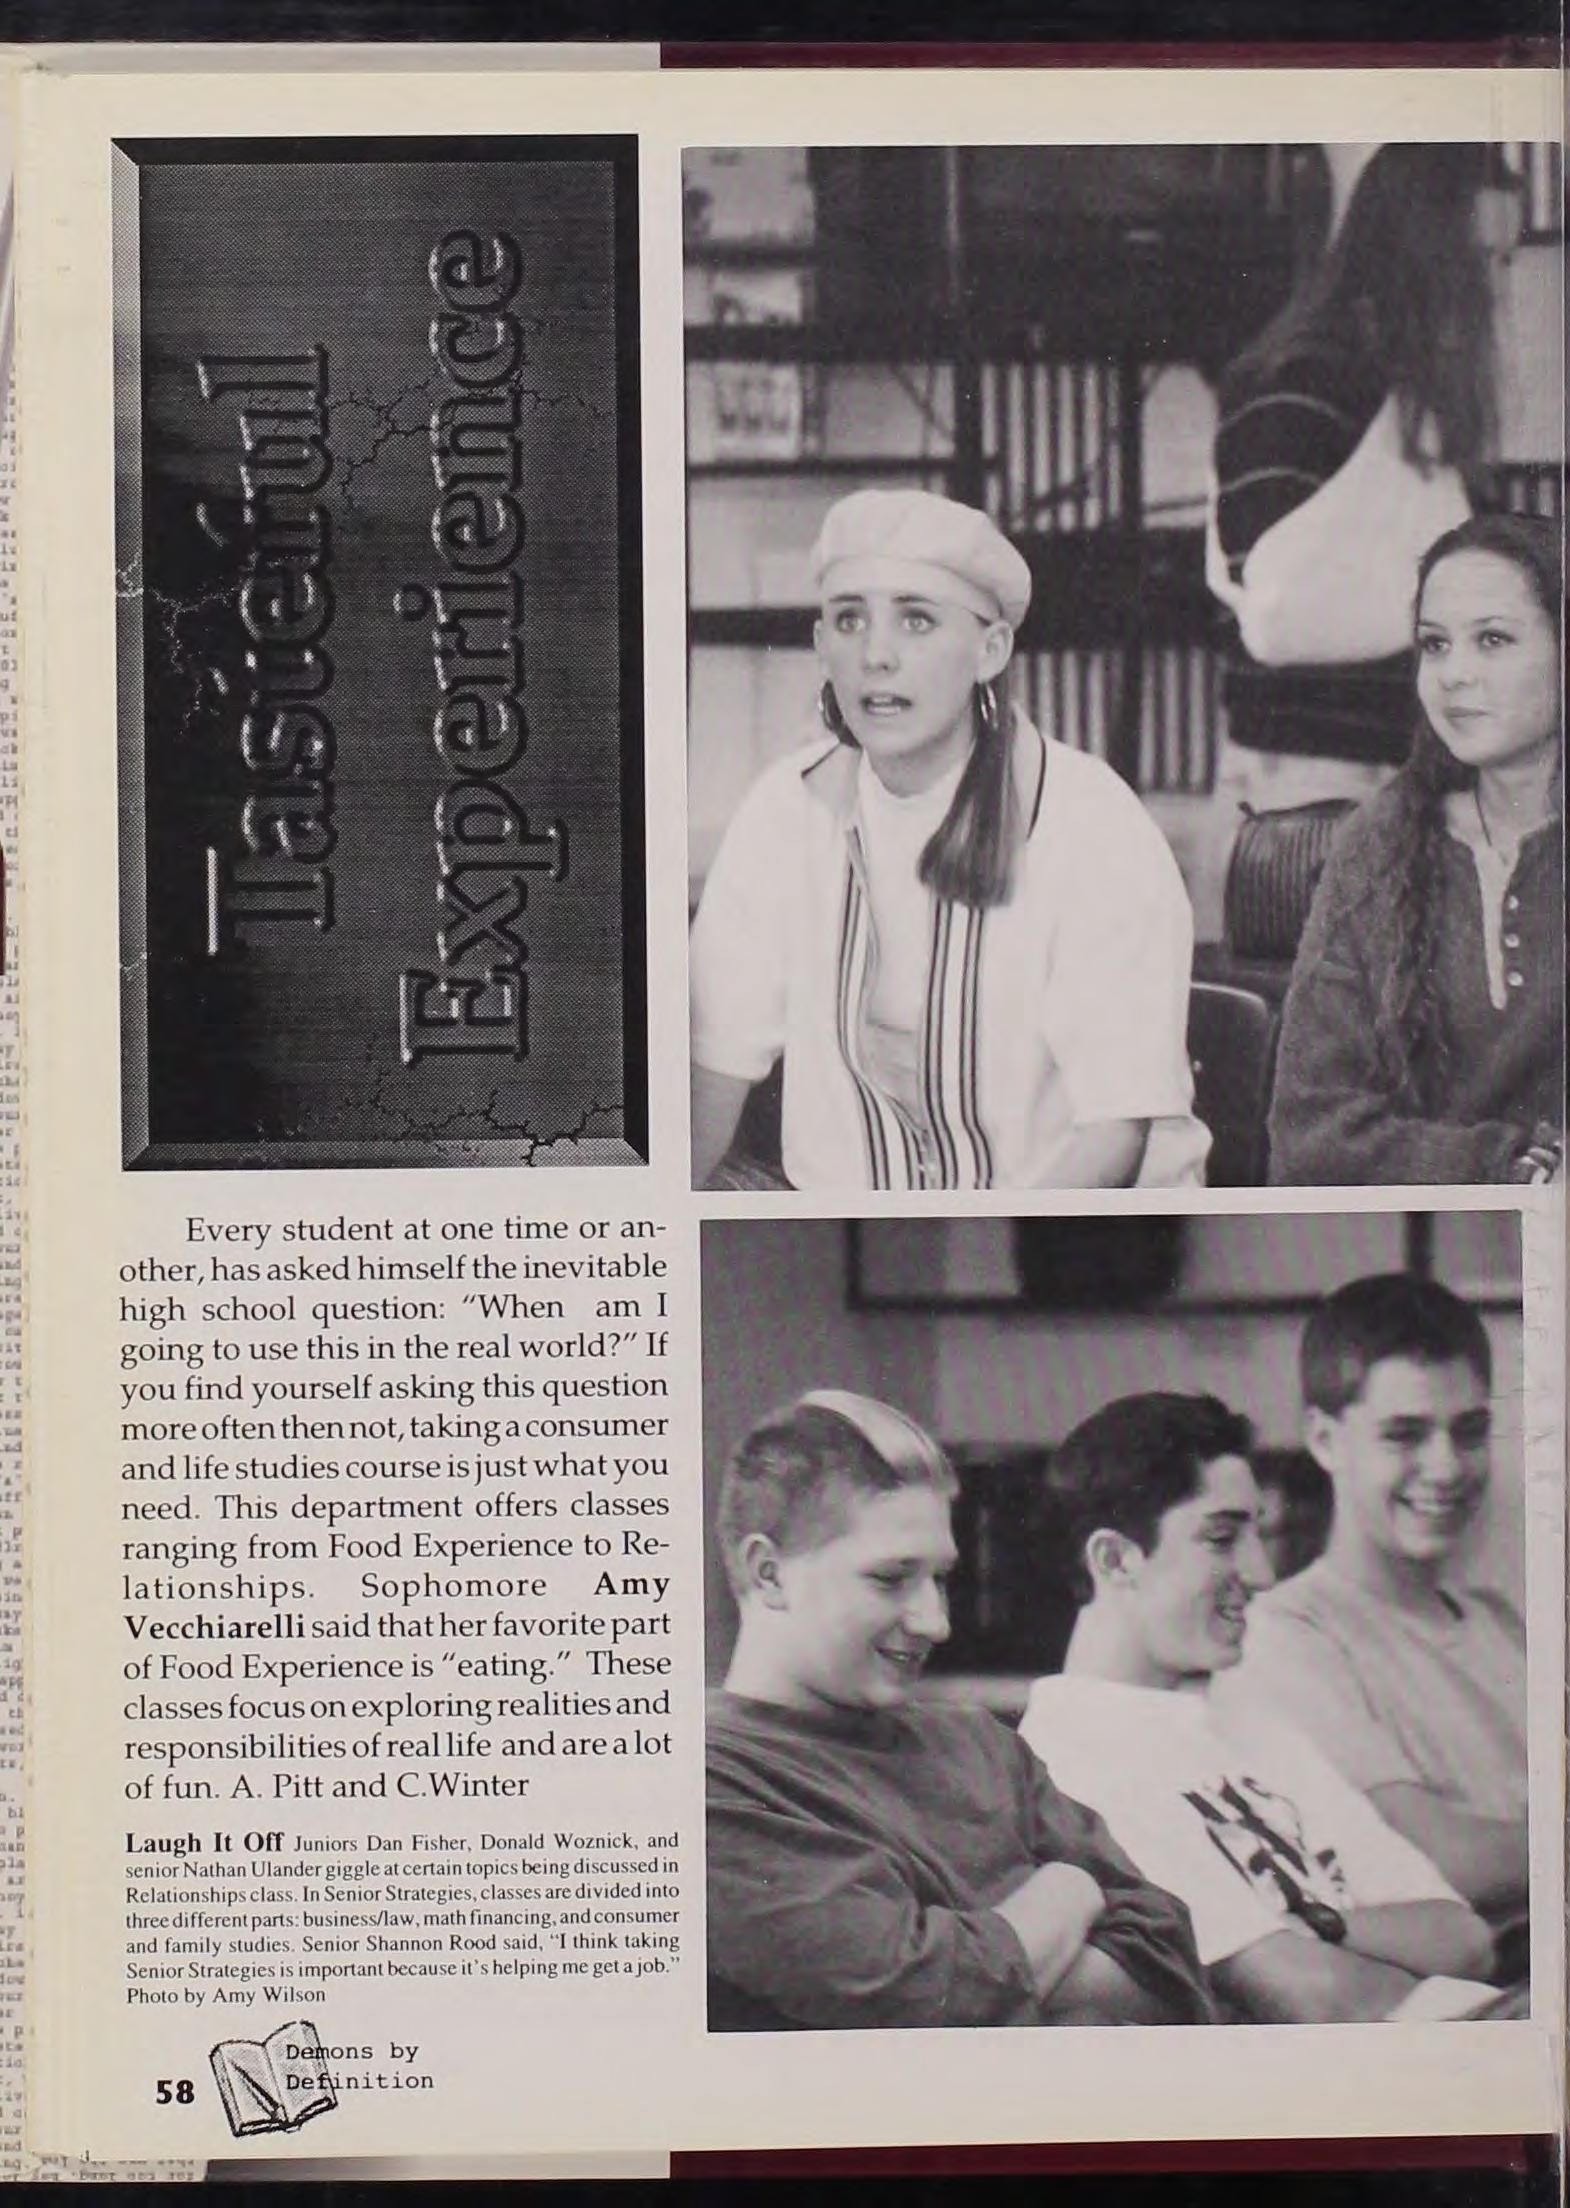 Tasteful
Experience
Every student at one time or an-
other, has asked himself the inevitable
high school question: "When am I
going to use this in the real world?" If
you find yourself asking this question
more often then not, taking a consumer
and life studies course is just what you
need. This department offers classes
ranging from Food Experience to Re-
lationships. Sophomore Amy
Vecchiarelli said that her favorite part
of Food Experience is "eating." These
classes focus on exploring realities and
responsibilities of real life and are a lot
of fun. A. Pitt and C.Winter
Laugh It Off Juniors Dan Fisher, Donald Woznick, and
senior Nathan Ulander giggle at certain topics being discussed in
Relationships class. In Senior Strategies, classes are divided into
three different parts: business/law, math financing, and consumer
and family studies. Senior Shannon Rood said, "I think taking
Senior Strategies is important because it's helping me get a job."
Photo by Amy Wilson
Demons by
58 Definition